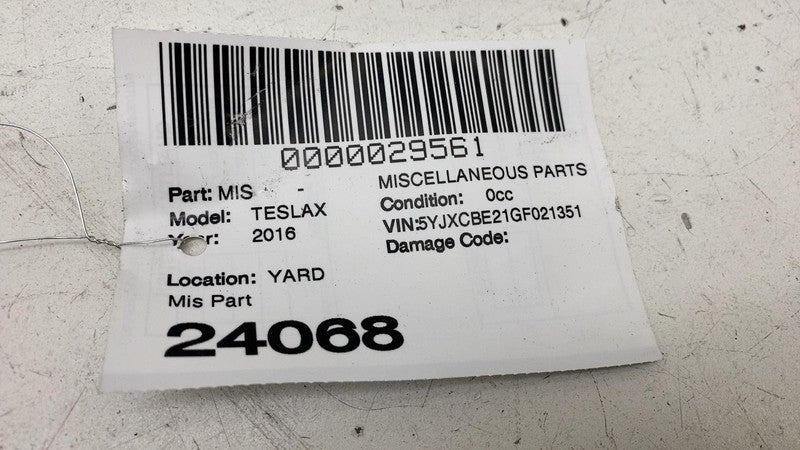 0000029561
Part: MIS -
MISCELLANEOUS PARTS
Model: TESLAX
Condition: 0cc
Year: 2016
VIN:5YJXCBE21GF021351
Damage Code:
Location: YARD
Mis Part
24068